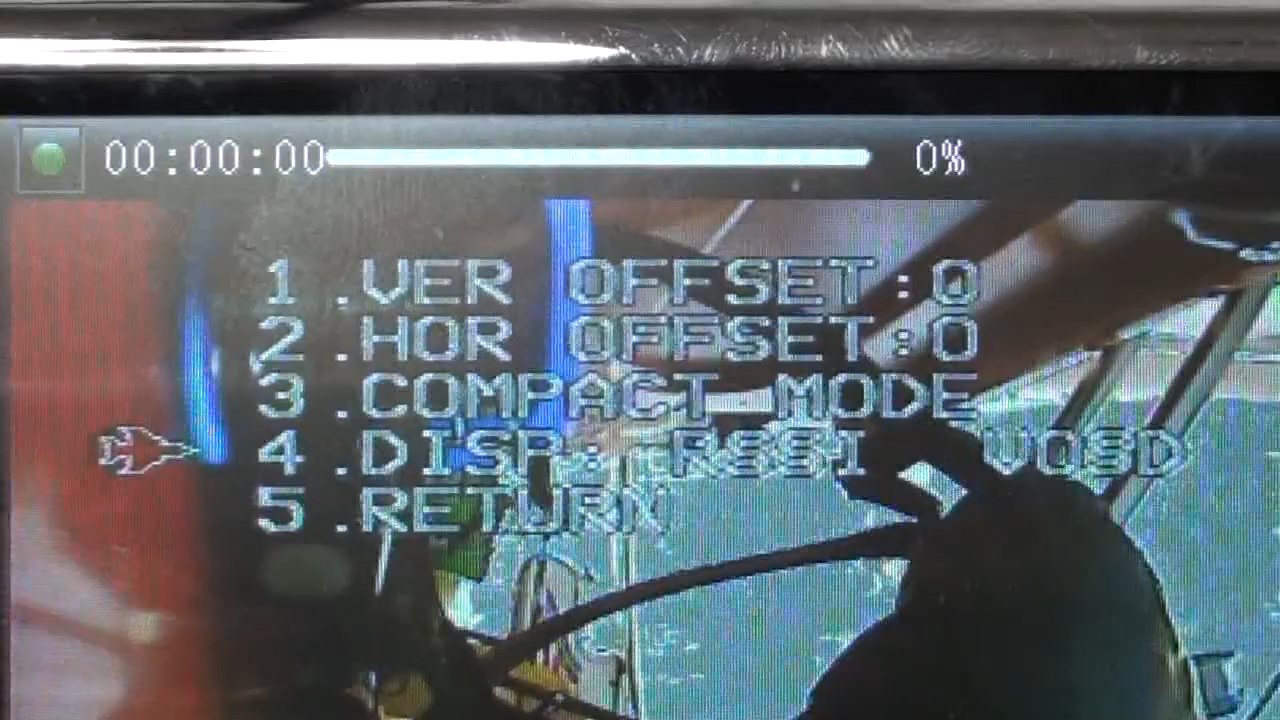 00:00:00 0%
1.VER OFFSET:0
2.HOR OFFSET:0
3.COMPACT MODE
4.DISP: RSSI VOSD
5.RETURN